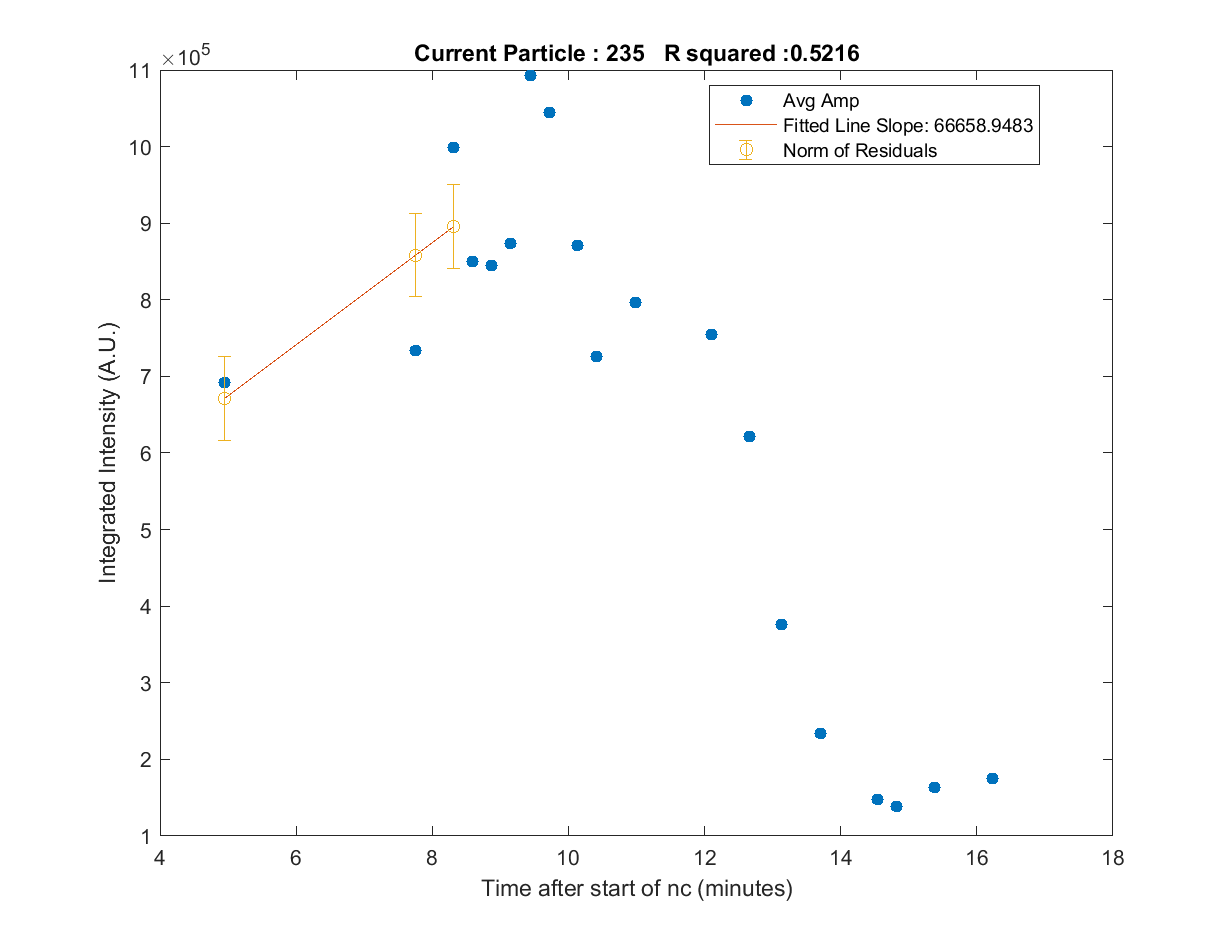 Current Particle : 235   R squared :0.5216
×10^5
11
10
9
8
7
6
5
4
3
2
1
4 6 8 10 12 14 16 18
Integrated Intensity (A.U.)
Time after start of nc (minutes)
Avg Amp
Fitted Line Slope: 66658.9483
Norm of Residuals